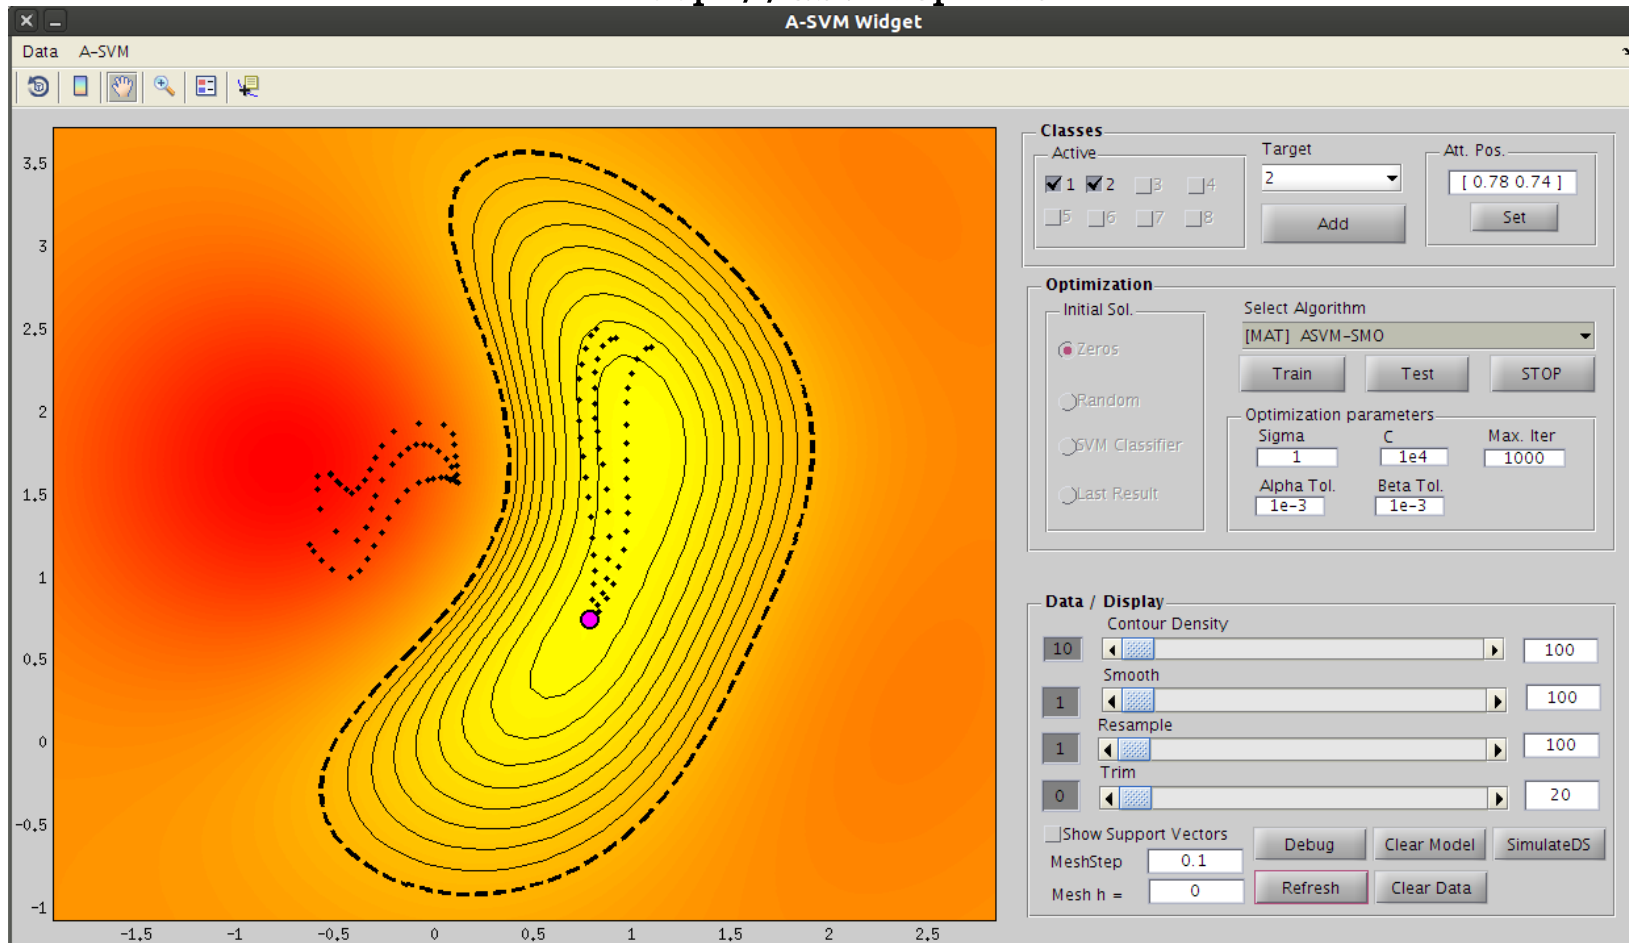 A-SVM Widget
Data A-SVM
3.5
3
2.5
2
1.5
1
0.5
0
-0.5
-1
-1.5 -1 -0.5 0 0.5 1 1.5 2 2.5
Classes
Active
1 2 3 4
5 6 7 8
Target
2
Add
Att. Pos.
[ 0.78 0.74 ]
Set
Optimization
Initial Sol.
Zeros
Random
SVM Classifier
Last Result
Select Algorithm
[MAT] ASVM-SMO
Train Test STOP
Optimization parameters
Sigma C Max. Iter
1 1e4 1000
Alpha Tol. Beta Tol.
1e-3 1e-3
Data / Display
Contour Density
10 100
Smooth
1 100
Resample
1 100
Trim
0 20
Show Support Vectors
MeshStep 0.1
Mesh h = 0
Debug Clear Model SimulateDS
Refresh Clear Data